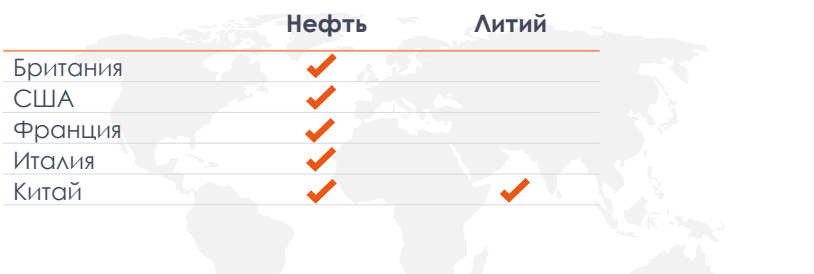 Нефть Литий
Британия
США
Франция
Италия
Китай